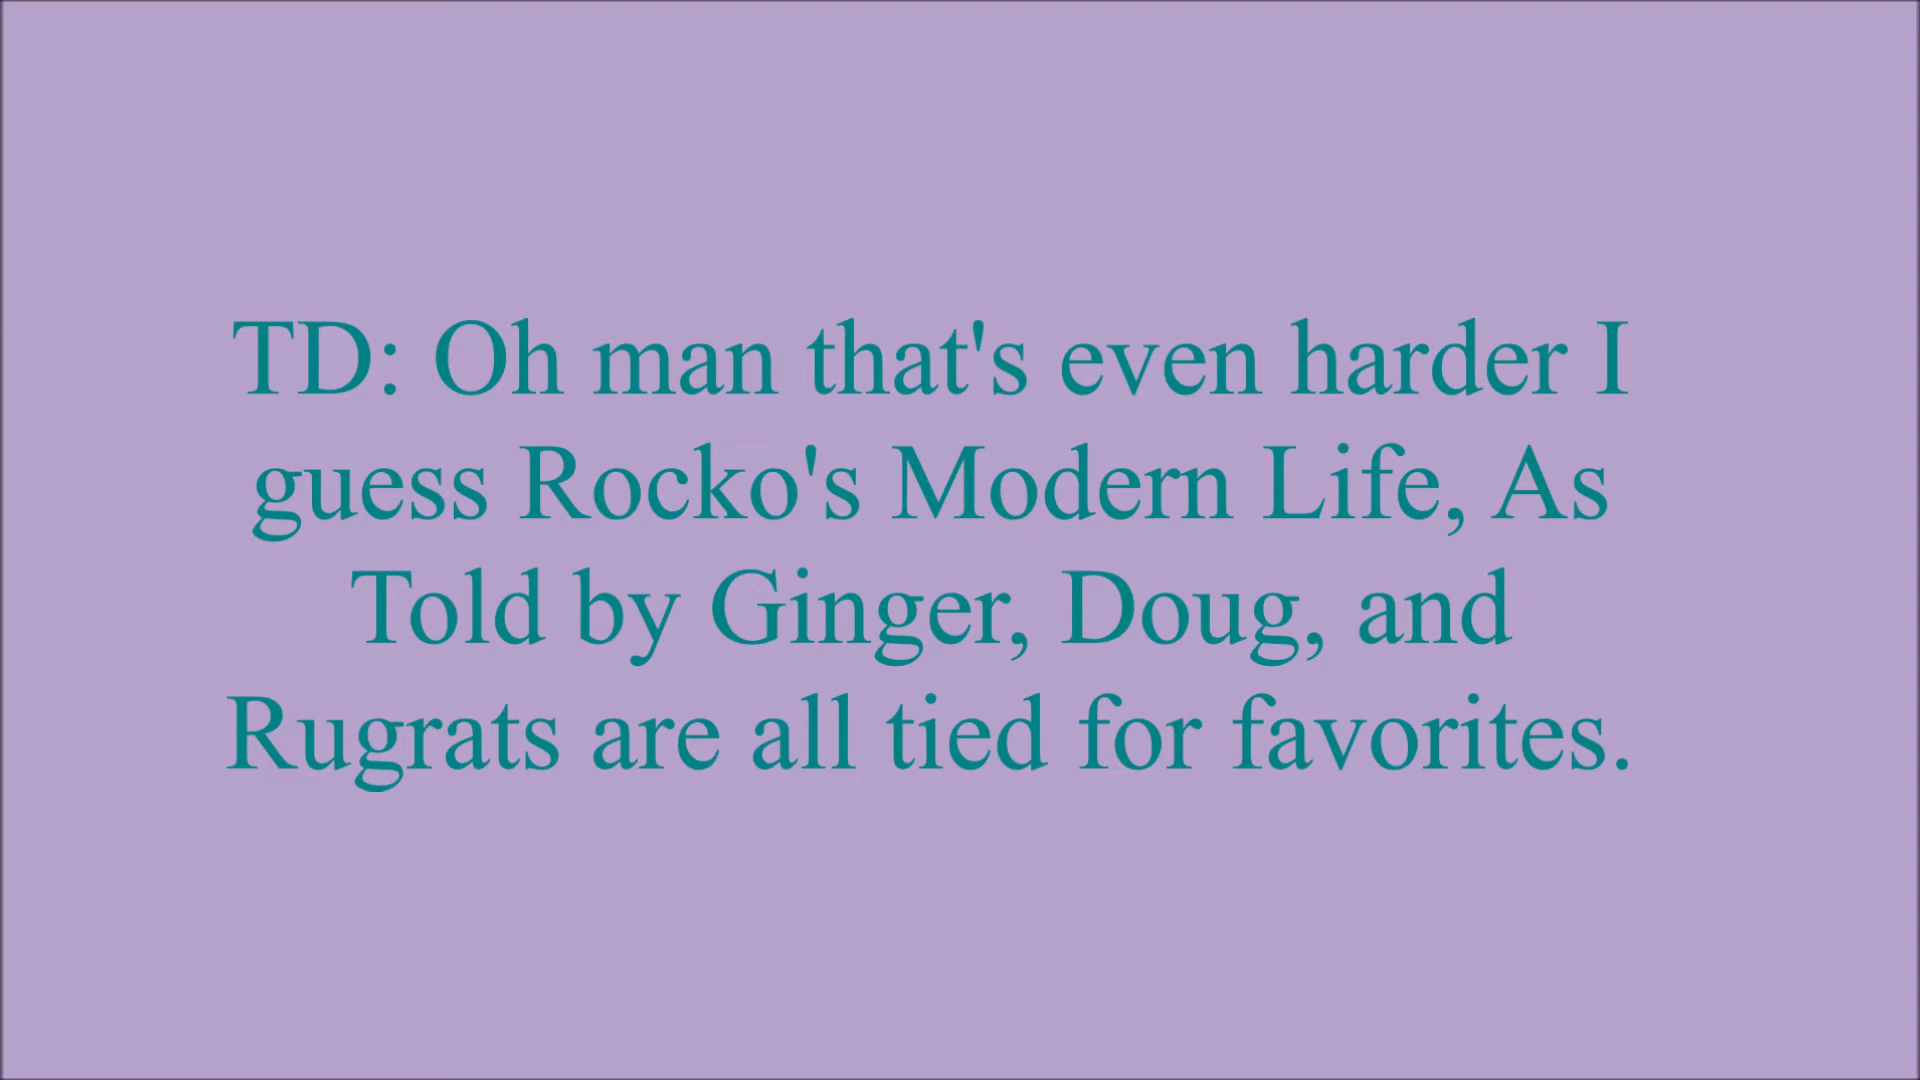 TD: Oh man that's even harder I
guess Rocko's Modern Life, As
Told by Ginger, Doug, and
Rugrats are all tied for favorites.